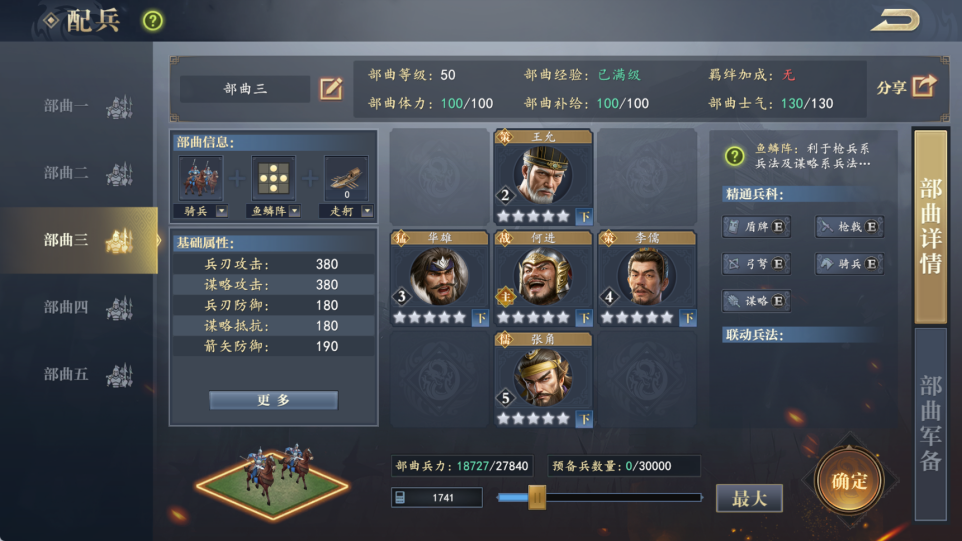 配兵
?
部曲一
部曲二
部曲三
部曲四
部曲五
部曲三
部曲等级：50
部曲经验：已满级
羁绊加成：无
部曲体力：100/100
部曲补给：100/100
部曲士气：130/130
分享
部曲信息：
0
骑兵
鱼鳞阵
走舸
基础属性：
兵刃攻击： 380
谋略攻击： 380
兵刃防御： 180
谋略抵抗： 180
箭矢防御： 190
更多
策 王允
2
下
猛 华雄
3
下
战 何进
主
下
策 李儒
4
下
儒 张角
5
下
? 鱼鳞阵：利于枪兵系
兵法及谋略系兵法…
精通兵科：
盾牌 E
枪戟 E
弓弩 E
骑兵 E
谋略 E
联动兵法：
部曲详情
部曲军备
部曲兵力：18727/27840
预备兵数量：0/30000
1741
最大
确定